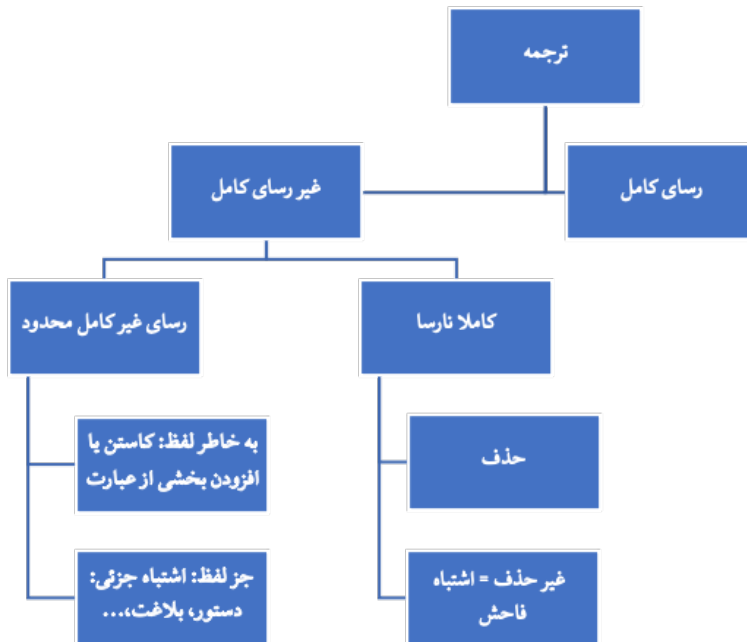 ترجمه
رسای کامل
غیر رسای کامل
کاملا نارسا
رسای غیر کامل محدود
حذف
به خاطر لفظ: کاستن یا
افزودن بخشی از عبارت
غیر حذف = اشتباه
فاحش
جز لفظ: اشتباه جزئی:
دستور، بلاغت،...